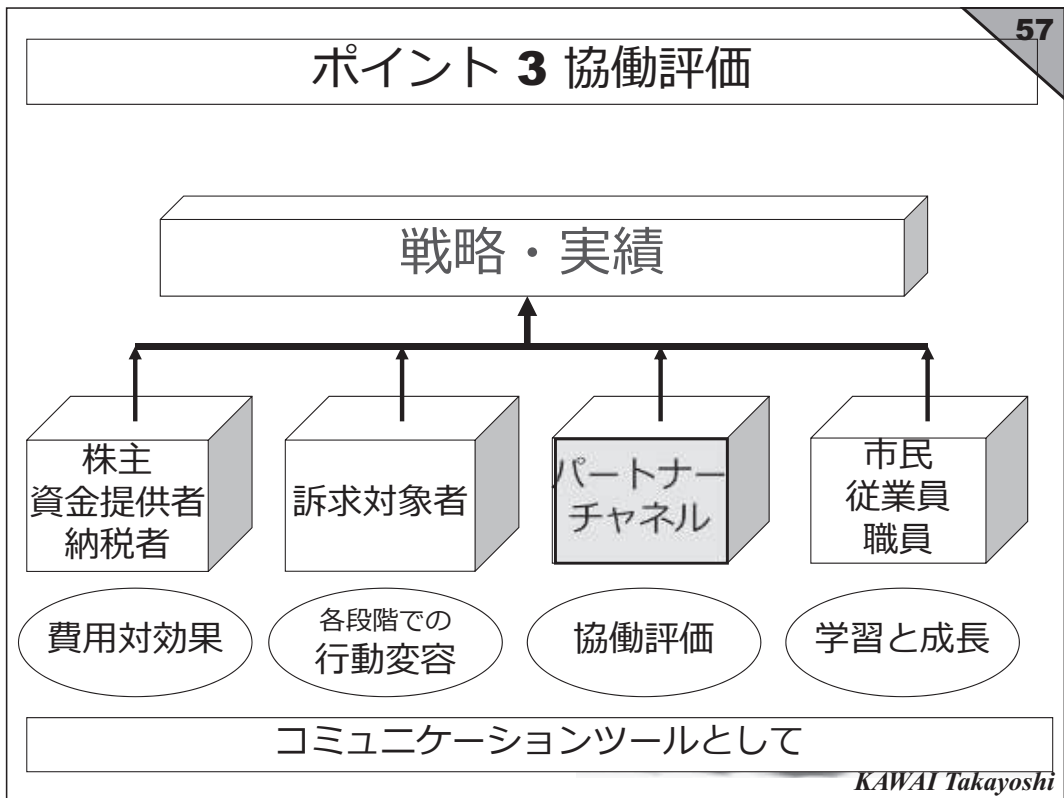 57
ポイント 3 協働評価
戦略・実績
株主
資金提供者
納税者
訴求対象者
パートナー
チャネル
市民
従業員
職員
費用対効果
各段階での
行動変容
協働評価
学習と成長
コミュニケーションツールとして
KAWAI Takayoshi